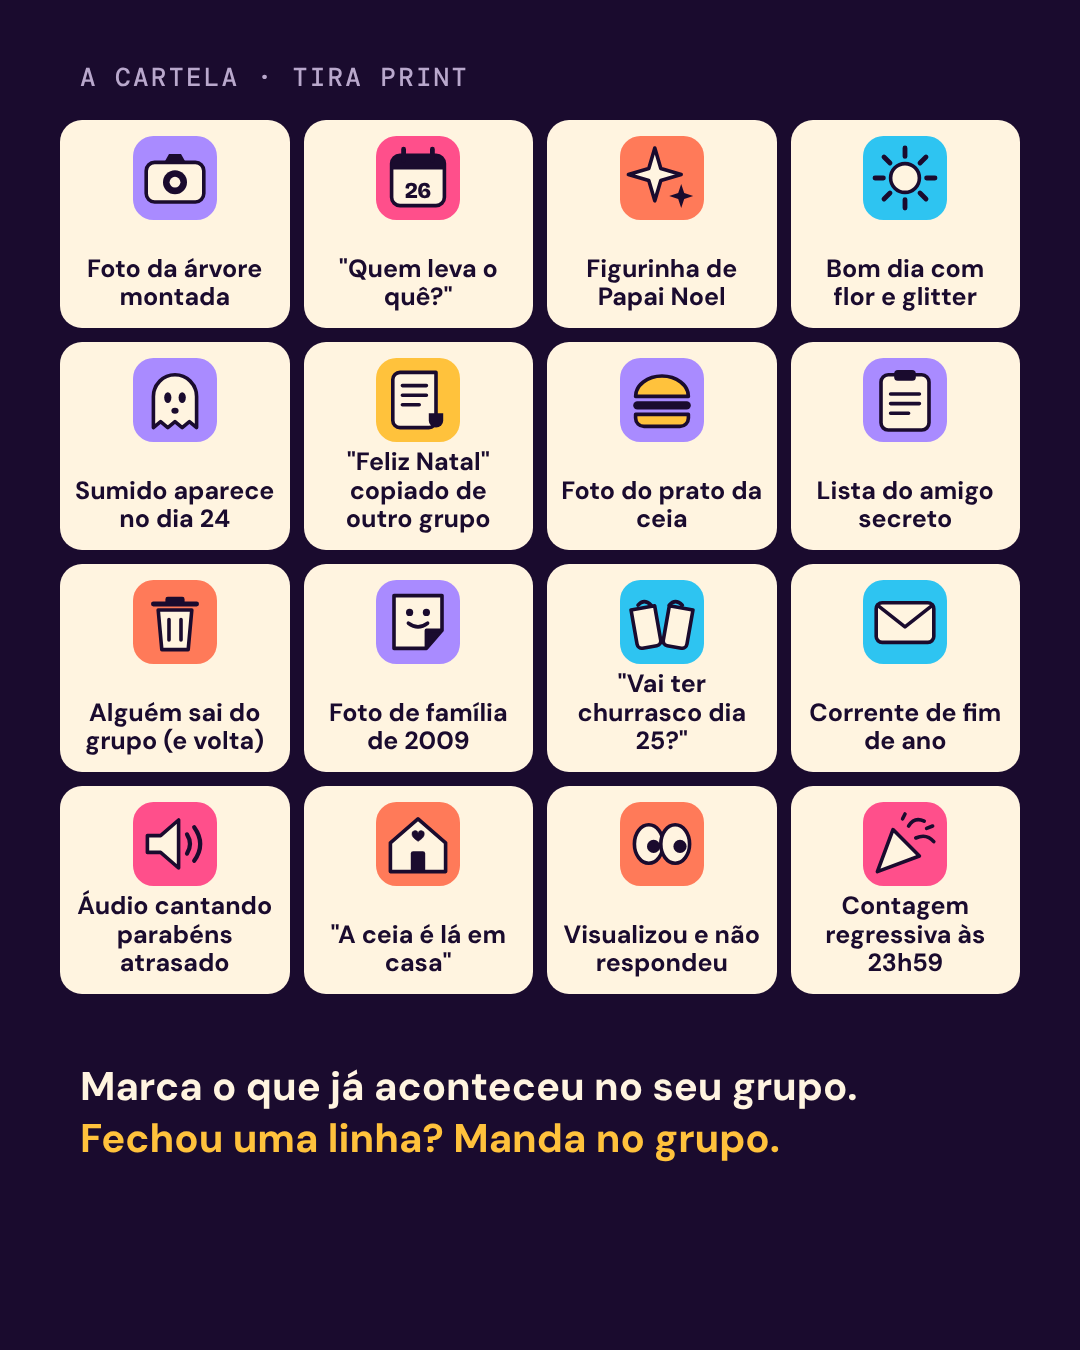 A CARTELA · TIRA PRINT
Foto da árvore
montada
26
"Quem leva o
quê?"
Figurinha de
Papai Noel
Bom dia com
flor e glitter
Sumido aparece
no dia 24
"Feliz Natal"
copiado de
outro grupo
Foto do prato da
ceia
Lista do amigo
secreto
Alguém sai do
grupo (e volta)
Foto de família
de 2009
"Vai ter
churrasco dia
25?"
Corrente de fim
de ano
Áudio cantando
parabéns
atrasado
"A ceia é lá em
casa"
Visualizou e não
respondeu
Contagem
regressiva às
23h59
Marca o que já aconteceu no seu grupo.
Fechou uma linha? Manda no grupo.